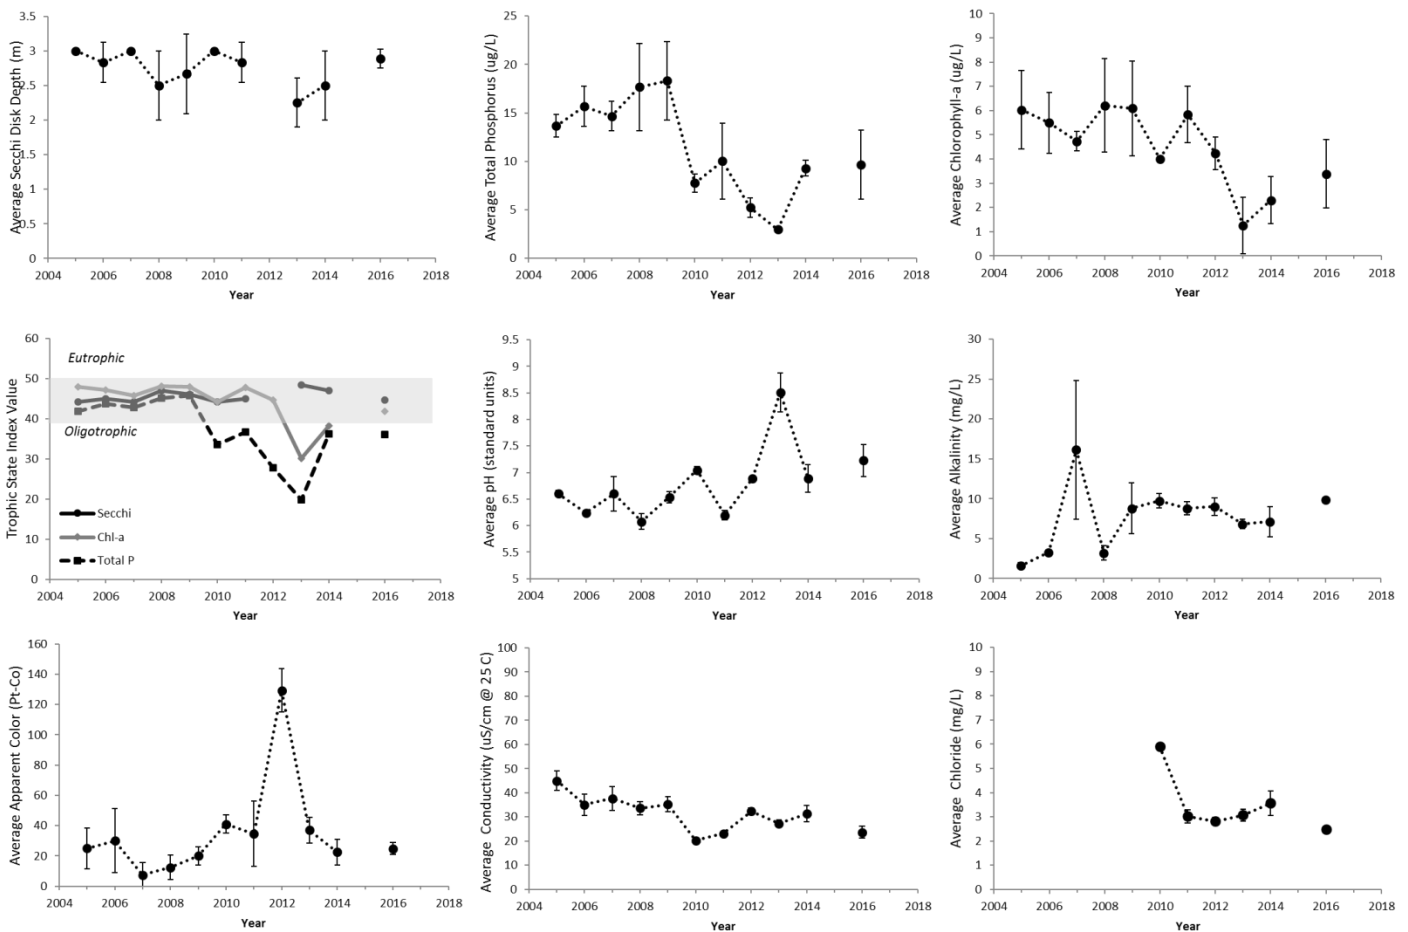 Average Secchi Disk Depth (m)
3.5
3
2.5
2
1.5
1
0.5
0
2004 2006 2008 2010 2012 2014 2016 2018
Year
Average Total Phosphorus (ug/L)
25
20
15
10
5
0
2004 2006 2008 2010 2012 2014 2016 2018
Year
Average Chlorophyll-a (ug/L)
10
9
8
7
6
5
4
3
2
1
0
2004 2006 2008 2010 2012 2014 2016 2018
Year
Trophic State Index Value
60
50
40
30
20
10
0
Eutrophic
Oligotrophic
Secchi
Chl-a
Total P
2004 2006 2008 2010 2012 2014 2016 2018
Year
Average pH (standard units)
9.5
9
8.5
8
7.5
7
6.5
6
5.5
5
2004 2006 2008 2010 2012 2014 2016 2018
Year
Average Alkalinity (mg/L)
30
25
20
15
10
5
0
2004 2006 2008 2010 2012 2014 2016 2018
Year
Average Apparent Color (Pt-Co)
160
140
120
100
80
60
40
20
0
2004 2006 2008 2010 2012 2014 2016 2018
Year
Average Conductivity (uS/cm @ 25 C)
100
90
80
70
60
50
40
30
20
10
0
2004 2006 2008 2010 2012 2014 2016 2018
Year
Average Chloride (mg/L)
10
9
8
7
6
5
4
3
2
1
0
2004 2006 2008 2010 2012 2014 2016 2018
Year